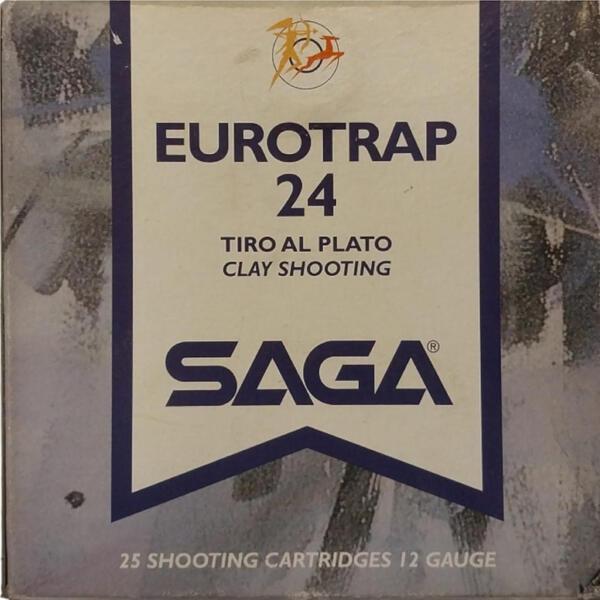 EUROTRAP
24
TIRO AL PLATO
CLAY SHOOTING
SAGA®
25 SHOOTING CARTRIDGES 12 GAUGE